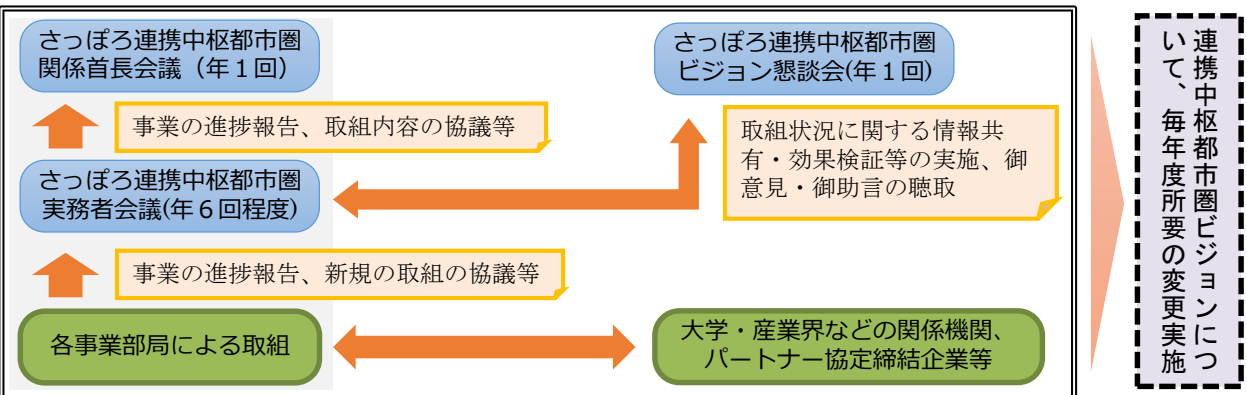 さっぽろ連携中枢都市圏
関係首長会議（年１回）
さっぽろ連携中枢都市圏
ビジョン懇談会(年１回)
事業の進捗報告、取組内容の協議等
取組状況に関する情報共
有・効果検証等の実施、御
意見・御助言の聴取
さっぽろ連携中枢都市圏
実務者会議(年６回程度)
事業の進捗報告、新規の取組の協議等
各事業部局による取組
大学・産業界などの関係機関、
パートナー協定締結企業等
連携中枢都市圏ビジョンにつ
いて、毎年度所要の変更実施